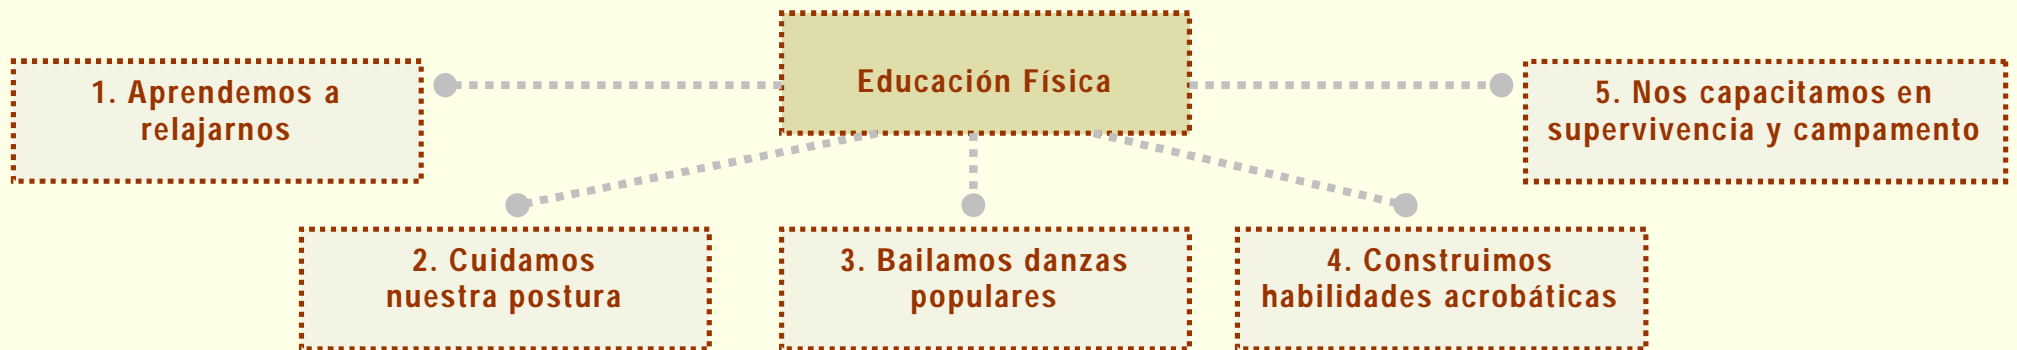 Educación Física
1. Aprendemos a
relajarnos
2. Cuidamos
nuestra postura
3. Bailamos danzas
populares
4. Construimos
habilidades acrobáticas
5. Nos capacitamos en
supervivencia y campamento